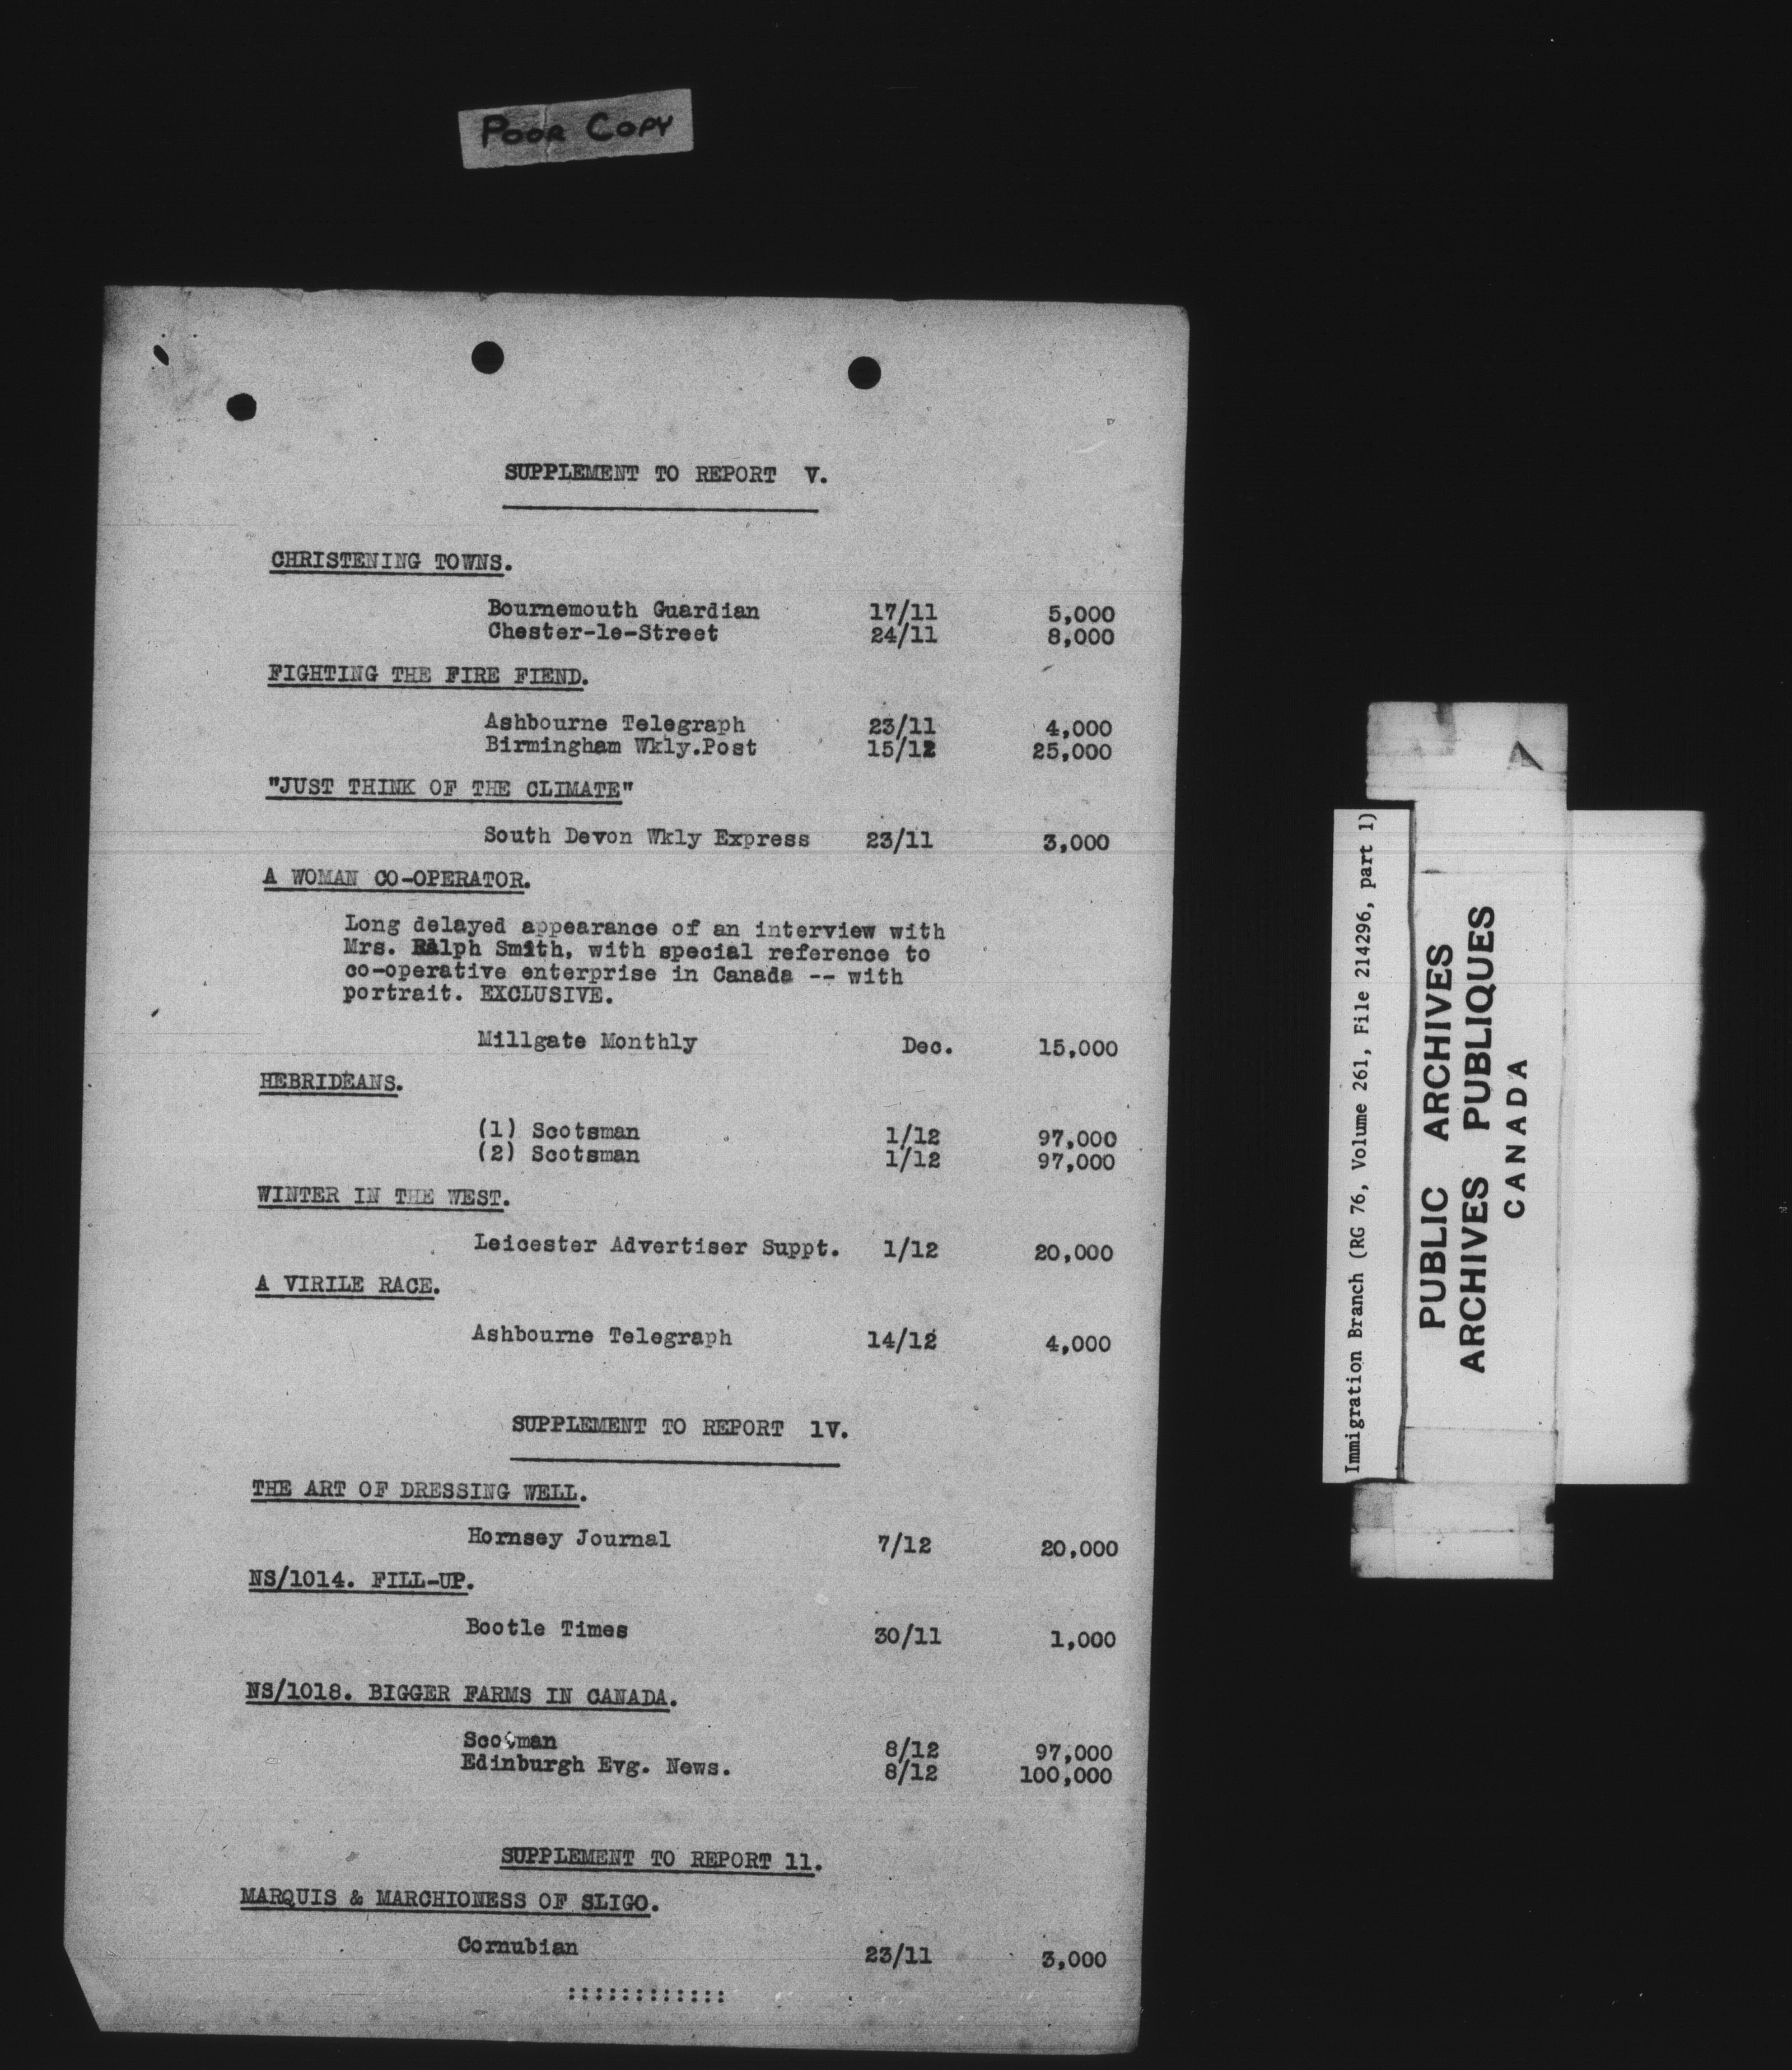 POOR COPY
SUPPLEMENT TO REPORT V.
CHRISTENING TOWNS.
Bournemouth Guardian 17/11 5,000
Chester-le-Street 24/11 8,000
FIGHTING THE FIRE FIEND.
Ashbourne Telegraph 23/11 4,000
Birmingham Wkly.Post 15/12 25,000
"JUST THINK OF THE CLIMATE"
South Devon Wkly Express 23/11 3,000
A WOMAN CO-OPERATOR.
Long delayed appearance of an interview with
Mrs. Ralph Smith, with special reference to
co-operative enterprise in Canada -- with
portrait. EXCLUSIVE.
Millgate Monthly Dec. 15,000
HEBRIDEANS.
(1) Scotsman 1/12 97,000
(2) Scotsman 1/12 97,000
WINTER IN THE WEST.
Leicester Advertiser Suppt. 1/12 20,000
A VIRILE RACE.
Ashbourne Telegraph 14/12 4,000
SUPPLEMENT TO REPORT 1V.
THE ART OF DRESSING WELL.
Hornsey Journal 7/12 20,000
NS/1014. FILL-UP.
Bootle Times 30/11 1,000
NS/1018. BIGGER FARMS IN CANADA.
Scotman 8/12 97,000
Edinburgh Evg. News. 8/12 100,000
SUPPLEMENT TO REPORT 11.
MARQUIS & MARCHIONESS OF SLIGO.
Cornubian 23/11 3,000
::::::::::::
Immigration Branch (RG 76, Volume 261, File 214296, part 1)
PUBLIC ARCHIVES
ARCHIVES PUBLIQUES
CANADA